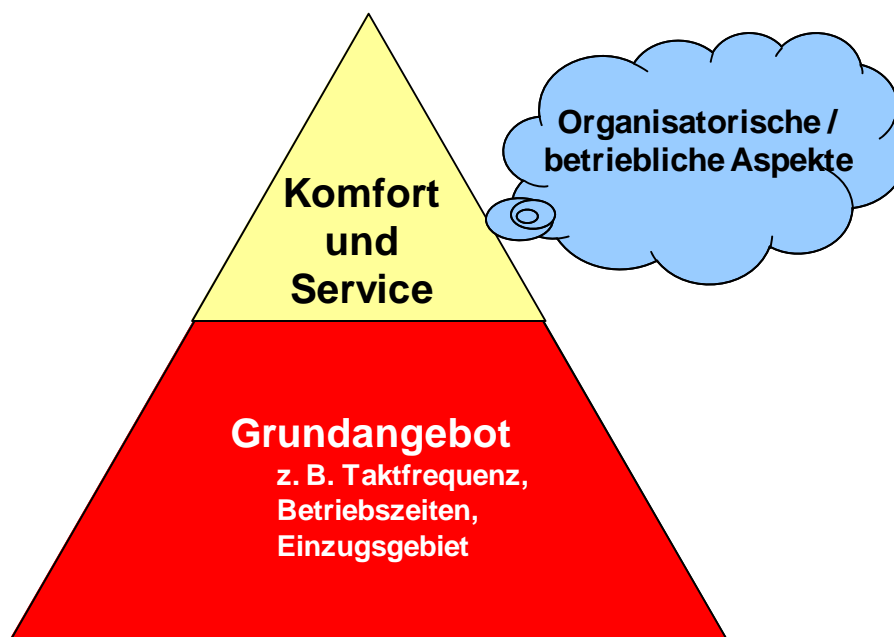 Organisatorische /
betriebliche Aspekte
Komfort
und
Service
Grundangebot
z. B. Taktfrequenz,
Betriebszeiten,
Einzugsgebiet